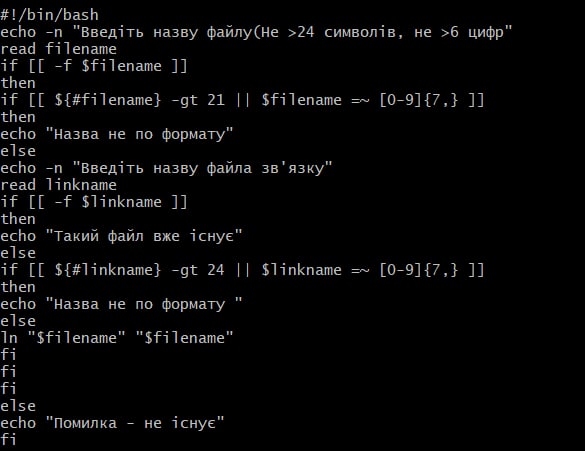 #!/bin/bash
echo -n "Введіть назву файлу(Не >24 символів, не >6 цифр"
read filename
if [[ -f $filename ]]
then
if [[ ${#filename} -gt 21 || $filename =~ [0-9]{7,} ]]
then
echo "Назва не по формату"
else
echo -n "Введіть назву файла зв'язку"
read linkname
if [[ -f $linkname ]]
then
echo "Такий файл вже існує"
else
if [[ ${#linkname} -gt 24 || $linkname =~ [0-9]{7,} ]]
then
echo "Назва не по формату "
else
ln "$filename" "$filename"
fi
fi
fi
else
echo "Помилка - не існує"
fi